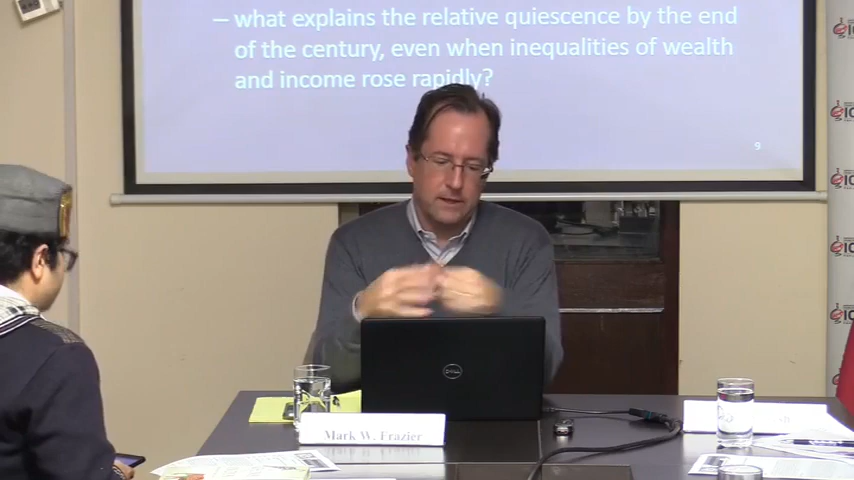 – what explains the relative quiescence by the end
of the century, even when inequalities of wealth
and income rose rapidly?
9
DELL
Mark W. Frazier